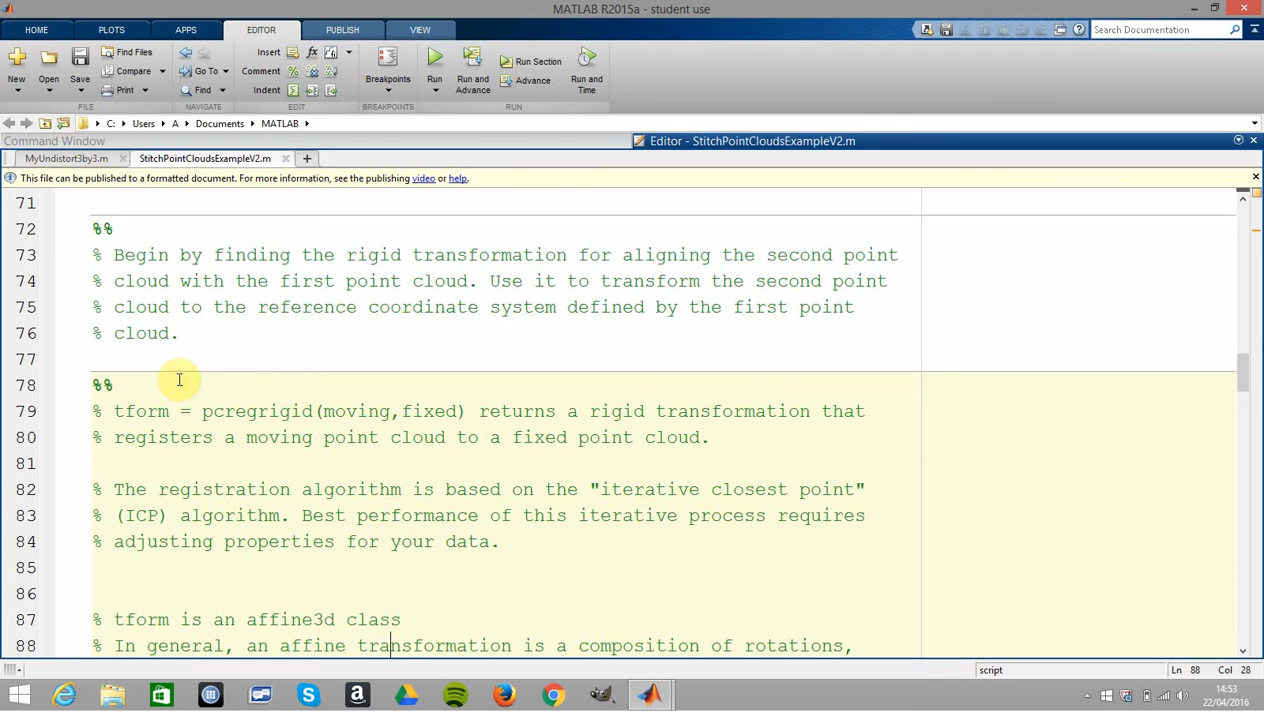 MATLAB R2015a - student use
HOME
PLOTS
APPS
EDITOR
PUBLISH
VIEW
Search Documentation
New
Open
Save
Find Files
Compare
Print
Go To
Find
Insert
Comment
Indent
Breakpoints
Run
Run and Advance
Run Section
Advance
Run and Time
FILE
NAVIGATE
EDIT
BREAKPOINTS
RUN
C: Users A Documents MATLAB
Command Window
Editor - StitchPointCloudsExampleV2.m
MyUndistort3by3.m
StitchPointCloudsExampleV2.m
This file can be published to a formatted document. For more information, see the publishing video or help.
71
72 %%
73 % Begin by finding the rigid transformation for aligning the second point
74 % cloud with the first point cloud. Use it to transform the second point
75 % cloud to the reference coordinate system defined by the first point
76 % cloud.
77
78 %%
79 % tform = pcregrigid(moving,fixed) returns a rigid transformation that
80 % registers a moving point cloud to a fixed point cloud.
81
82 % The registration algorithm is based on the "iterative closest point"
83 % (ICP) algorithm. Best performance of this iterative process requires
84 % adjusting properties for your data.
85
86
87 % tform is an affine3d class
88 % In general, an affine transformation is a composition of rotations,
script
Ln 88 Col 28
14:53
22/04/2016